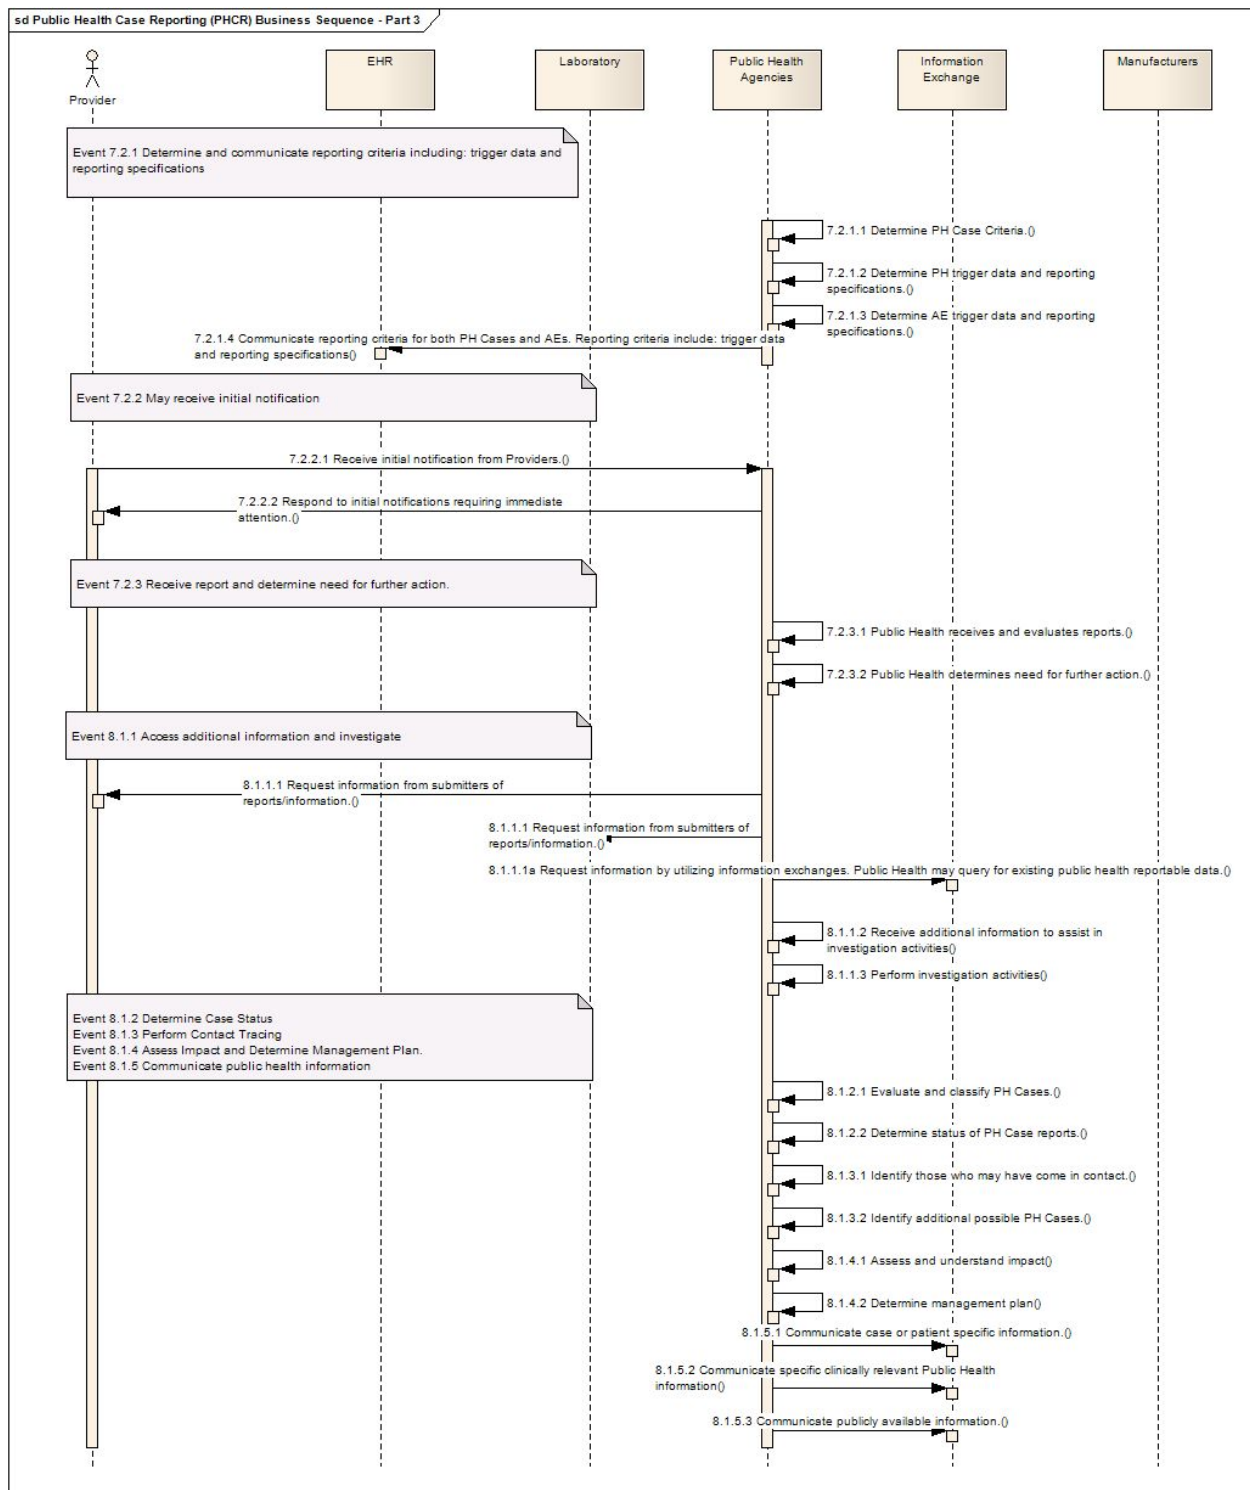 sd Public Health Case Reporting (PHCR) Business Sequence - Part 3
Provider
EHR
Laboratory
Public Health
Agencies
Information
Exchange
Manufacturers
Event 7.2.1 Determine and communicate reporting criteria including: trigger data and
reporting specifications
7.2.1.1 Determine PH Case Criteria.()
7.2.1.2 Determine PH trigger data and reporting
specifications.()
7.2.1.3 Determine AE trigger data and reporting
specifications.()
7.2.1.4 Communicate reporting criteria for both PH Cases and AEs. Reporting criteria include: trigger data
and reporting specifications()
Event 7.2.2 May receive initial notification
7.2.2.1 Receive initial notification from Providers.()
7.2.2.2 Respond to initial notifications requiring immediate
attention.()
Event 7.2.3 Receive report and determine need for further action.
7.2.3.1 Public Health receives and evaluates reports.()
7.2.3.2 Public Health determines need for further action.()
Event 8.1.1 Access additional information and investigate
8.1.1.1 Request information from submitters of
reports/information.()
8.1.1.1 Request information from submitters of
reports/information.()
8.1.1.1a Request information by utilizing information exchanges. Public Health may query for existing public health reportable data.()
8.1.1.2 Receive additional information to assist in
investigation activities()
8.1.1.3 Perform investigation activities()
Event 8.1.2 Determine Case Status
Event 8.1.3 Perform Contact Tracing
Event 8.1.4 Assess Impact and Determine Management Plan.
Event 8.1.5 Communicate public health information
8.1.2.1 Evaluate and classify PH Cases.()
8.1.2.2 Determine status of PH Case reports.()
8.1.3.1 Identify those who may have come in contact.()
8.1.3.2 Identify additional possible PH Cases.()
8.1.4.1 Assess and understand impact()
8.1.4.2 Determine management plan()
8.1.5.1 Communicate case or patient specific information.()
8.1.5.2 Communicate specific clinically relevant Public Health
information()
8.1.5.3 Communicate publicly available information.()